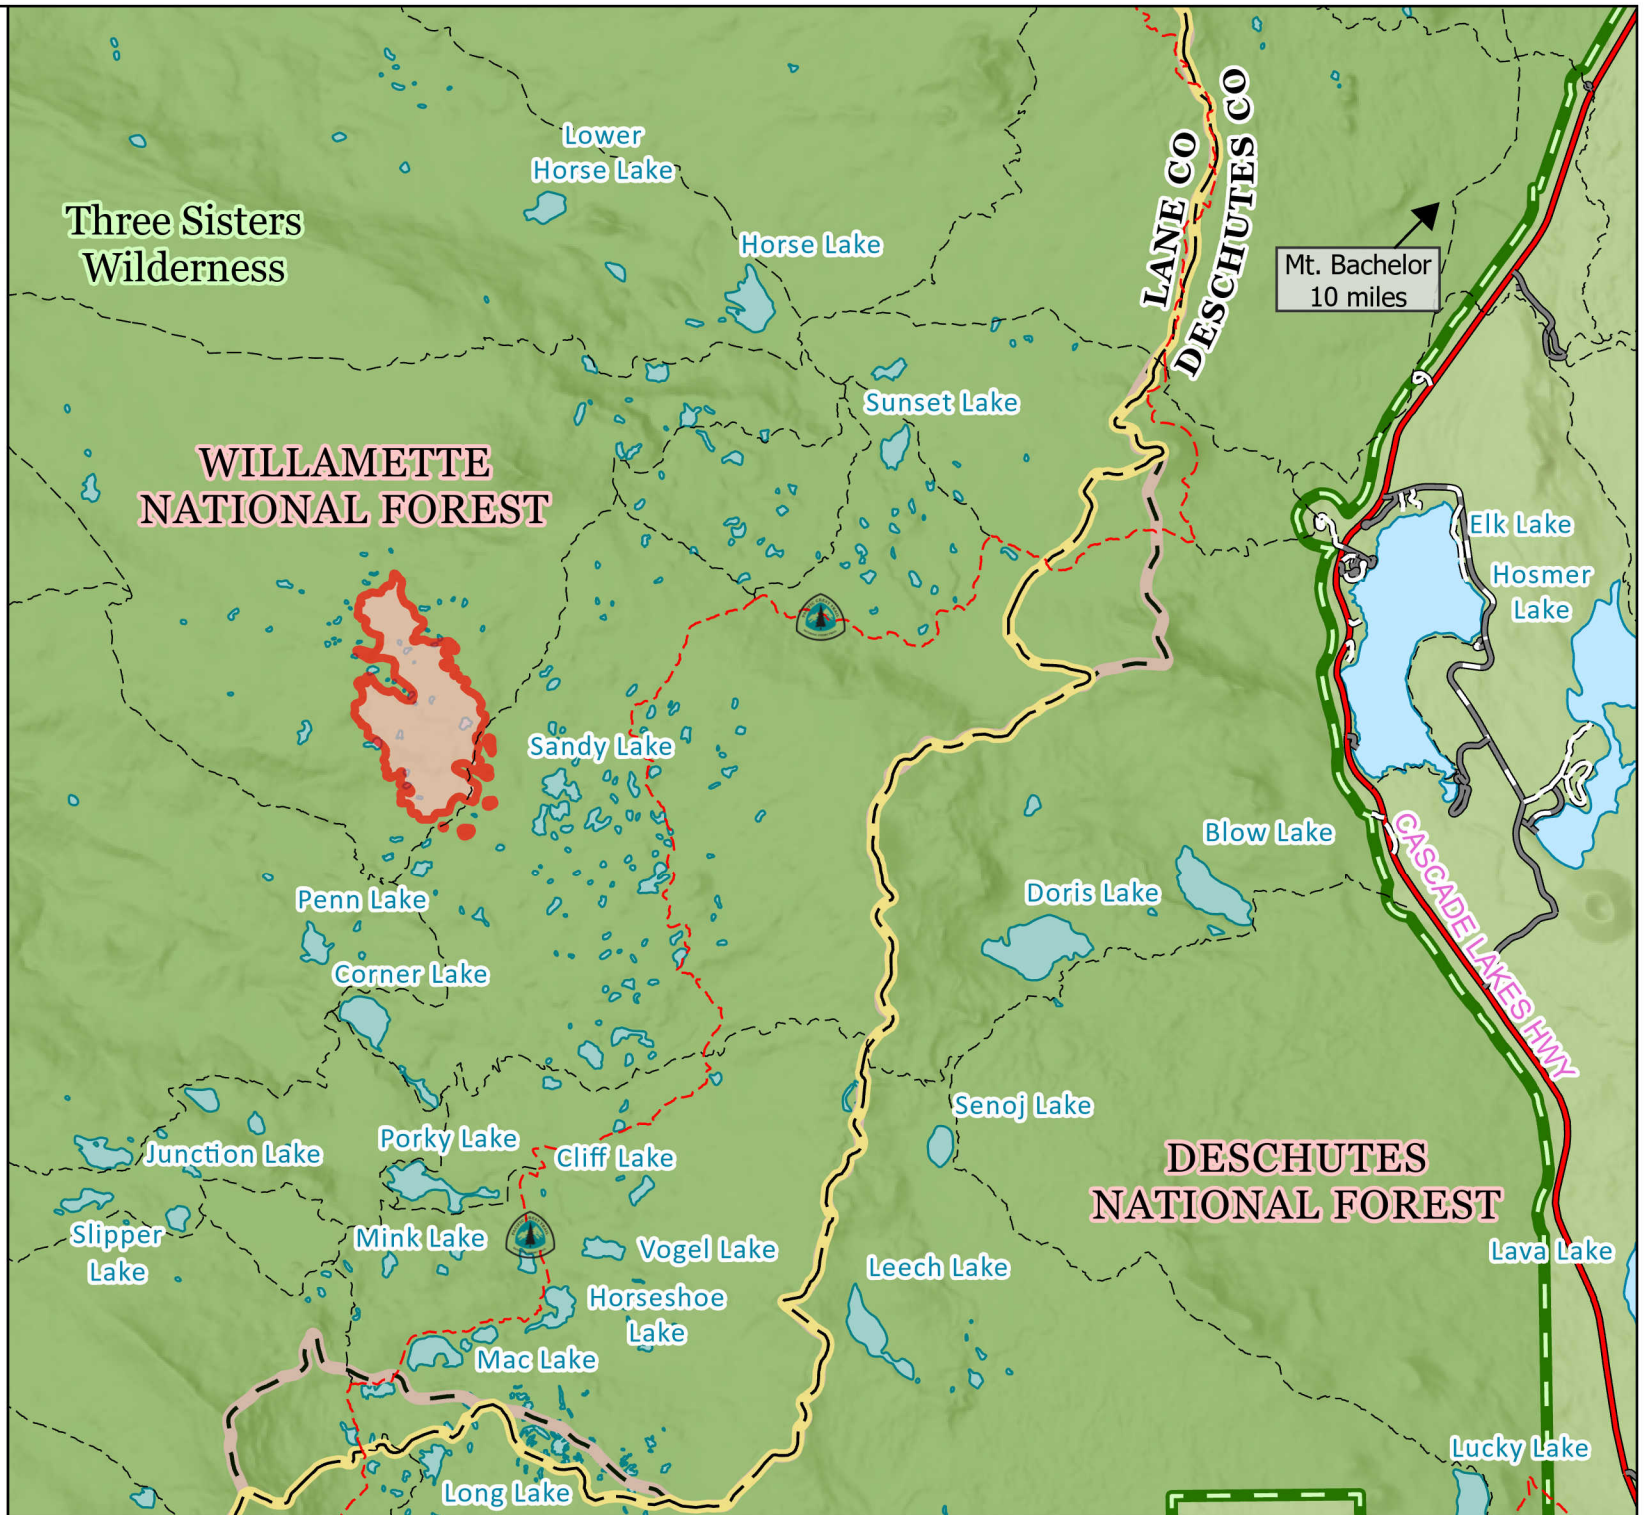 LANE CO
DESCHUTES CO
Lower
Horse Lake
Three Sisters
Wilderness
Horse Lake
Mt. Bachelor
10 miles
Sunset Lake
WILLAMETTE
NATIONAL FOREST
Elk Lake
Hosmer
Lake
Sandy Lake
Blow Lake
CASCADE LAKES HWY
Doris Lake
Penn Lake
Corner Lake
Senoj Lake
Junction Lake
Porky Lake
Cliff Lake
DESCHUTES
NATIONAL FOREST
Slipper
Lake
Mink Lake
Vogel Lake
Lava Lake
Leech Lake
Horseshoe
Lake
Mac Lake
Lucky Lake
Long Lake